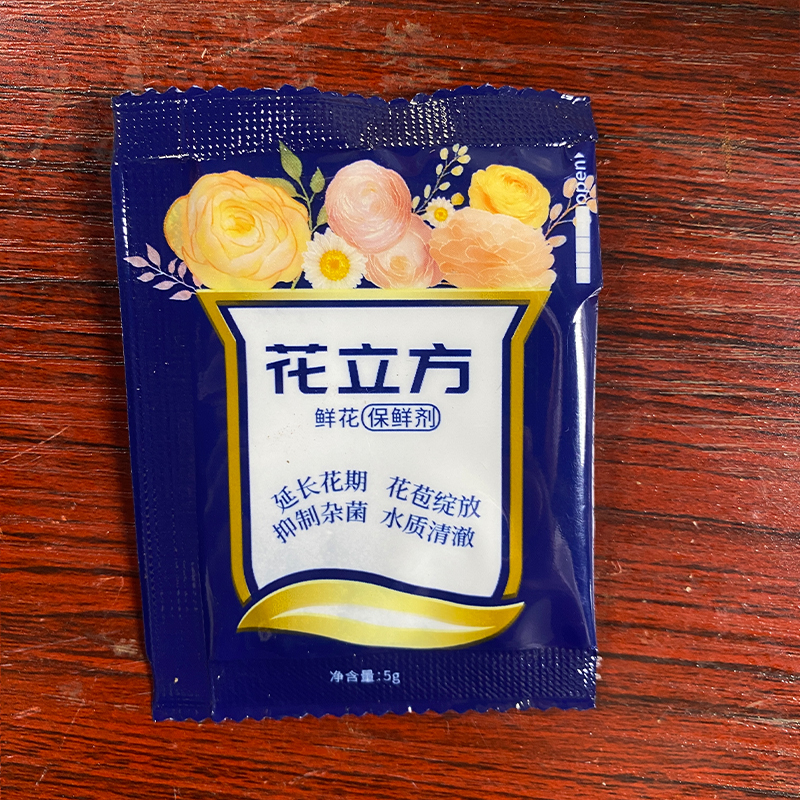 open
花立方
鲜花保鲜剂
延长花期 花苞绽放
抑制杂菌 水质清澈
净含量:5g